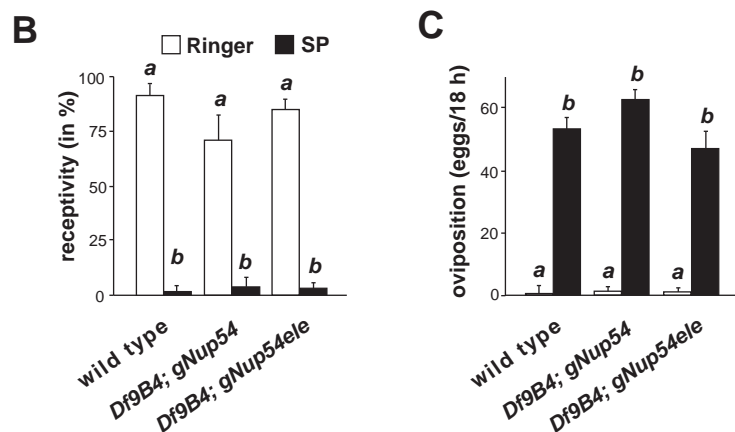 B
Ringer SP
receptivity (in %)
100
75
50
25
0
a
a
a
b
b
b
wild type
Df9B4; gNup54
Df9B4; gNup54ele
C
oviposition (eggs/18 h)
60
40
20
0
a
b
a
b
a
b
wild type
Df9B4; gNup54
Df9B4; gNup54ele